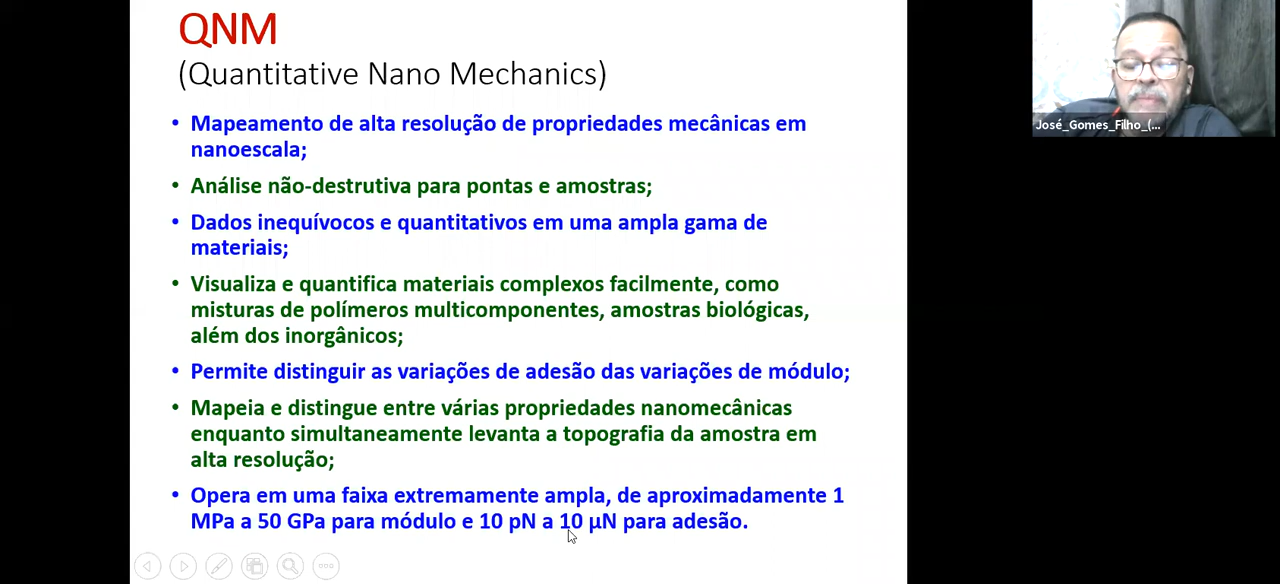 QNM
(Quantitative Nano Mechanics)
• Mapeamento de alta resolução de propriedades mecânicas em
nanoescala;
• Análise não-destrutiva para pontas e amostras;
• Dados inequívocos e quantitativos em uma ampla gama de
materiais;
• Visualiza e quantifica materiais complexos facilmente, como
misturas de polímeros multicomponentes, amostras biológicas,
além dos inorgânicos;
• Permite distinguir as variações de adesão das variações de módulo;
• Mapeia e distingue entre várias propriedades nanomecânicas
enquanto simultaneamente levanta a topografia da amostra em
alta resolução;
• Opera em uma faixa extremamente ampla, de aproximadamente 1
MPa a 50 GPa para módulo e 10 pN a 10 µN para adesão.
José_Gomes_Filho_(...